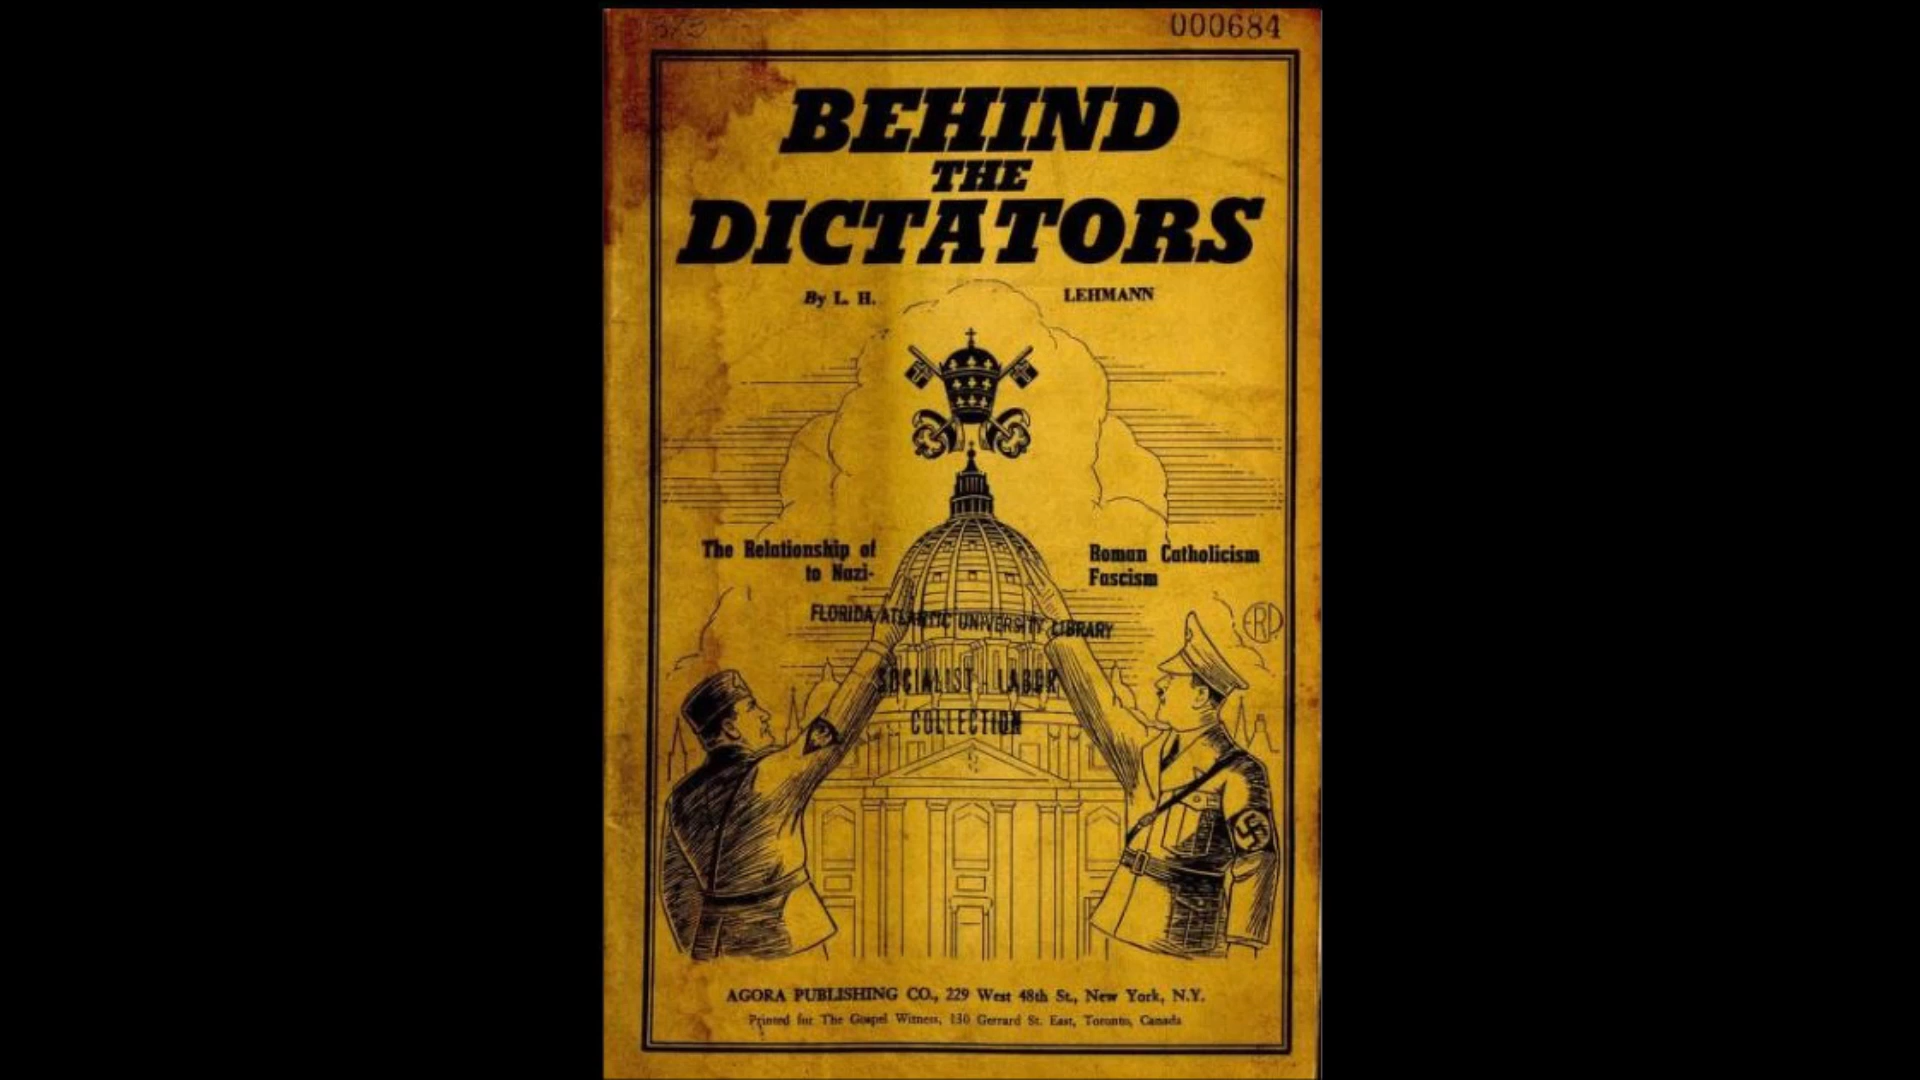 000684
BEHIND
THE
DICTATORS
By L. H. LEHMANN
The Relationship of Roman Catholicism
to Nazi- Fascism
FLORIDA ATLANTIC UNIVERSITY LIBRARY
SOCIALIST - LABOR
COLLECTION
AGORA PUBLISHING CO., 229 West 48th St., New York, N.Y.
Printed for The Gospel Witness, 130 Gerrard St. East, Toronto, Canada